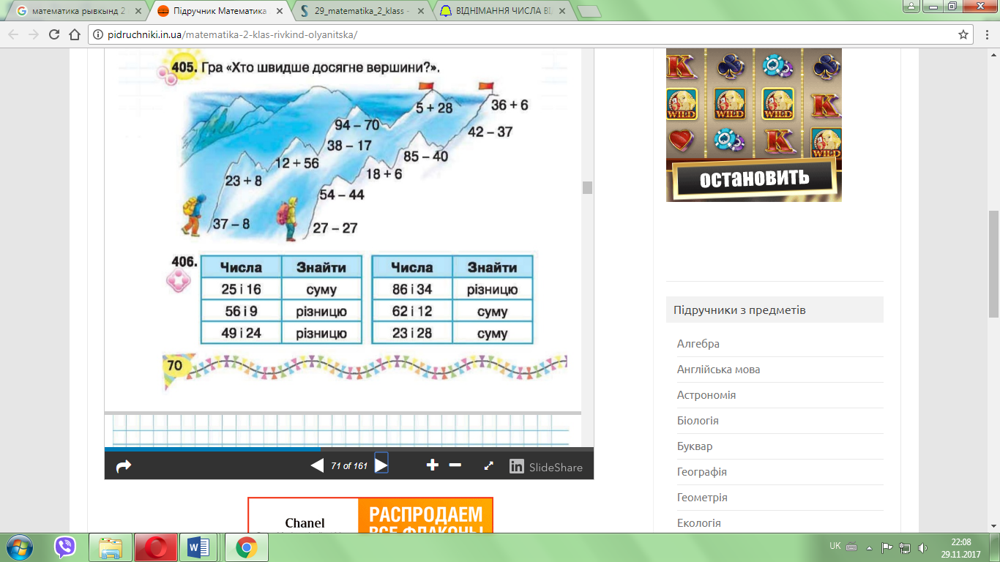 математика рывкынд 2
Підручник Математика
29_matematika_2_klass -
ВІДНІМАННЯ ЧИСЛА ВІД
pidruchniki.in.ua/matematika-2-klas-rivkind-olyanitska/
405. Гра «Хто швидше досягне вершини?».
5 + 28
36 + 6
94 – 70
42 – 37
38 – 17
85 – 40
12 + 56
18 + 6
23 + 8
54 – 44
37 – 8
27 – 27
406.
Числа Знайти Числа Знайти
25 і 16 суму 86 і 34 різницю
56 і 9 різницю 62 і 12 суму
49 і 24 різницю 23 і 28 суму
70
71 of 161
in SlideShare
K
WILD WILD WILD K
K WILD
ОСТАНОВИТЬ
Підручники з предметів
Алгебра
Англійська мова
Астрономія
Біологія
Буквар
Географія
Геометрія
Екологія
Chanel
РАСПРОДАЕМ
ВСЕ ФЛАКОНЫ
UK
22:08
29.11.2017